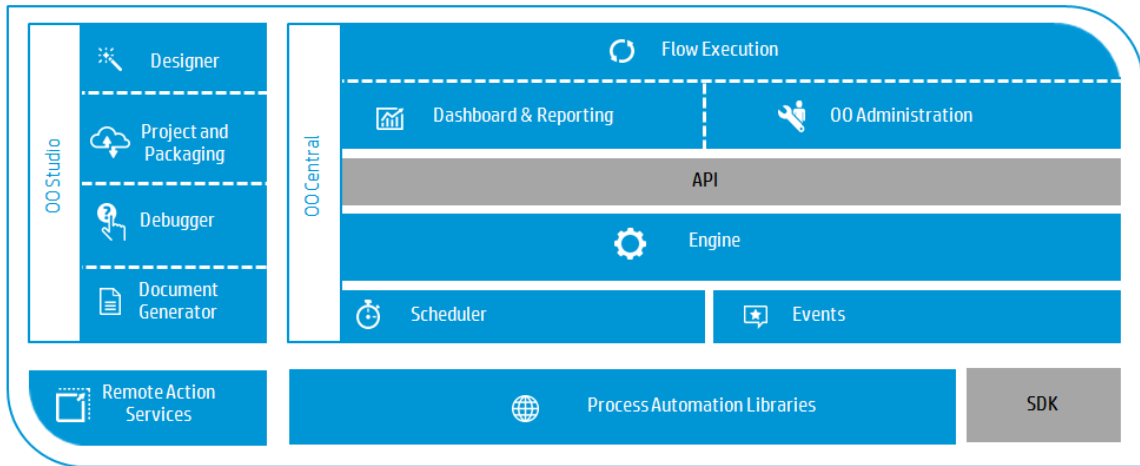 OO Studio
Designer
Project and
Packaging
Debugger
Document
Generator
OO Central
Flow Execution
Dashboard & Reporting
OO Administration
API
Engine
Scheduler
Events
Remote Action
Services
Process Automation Libraries
SDK